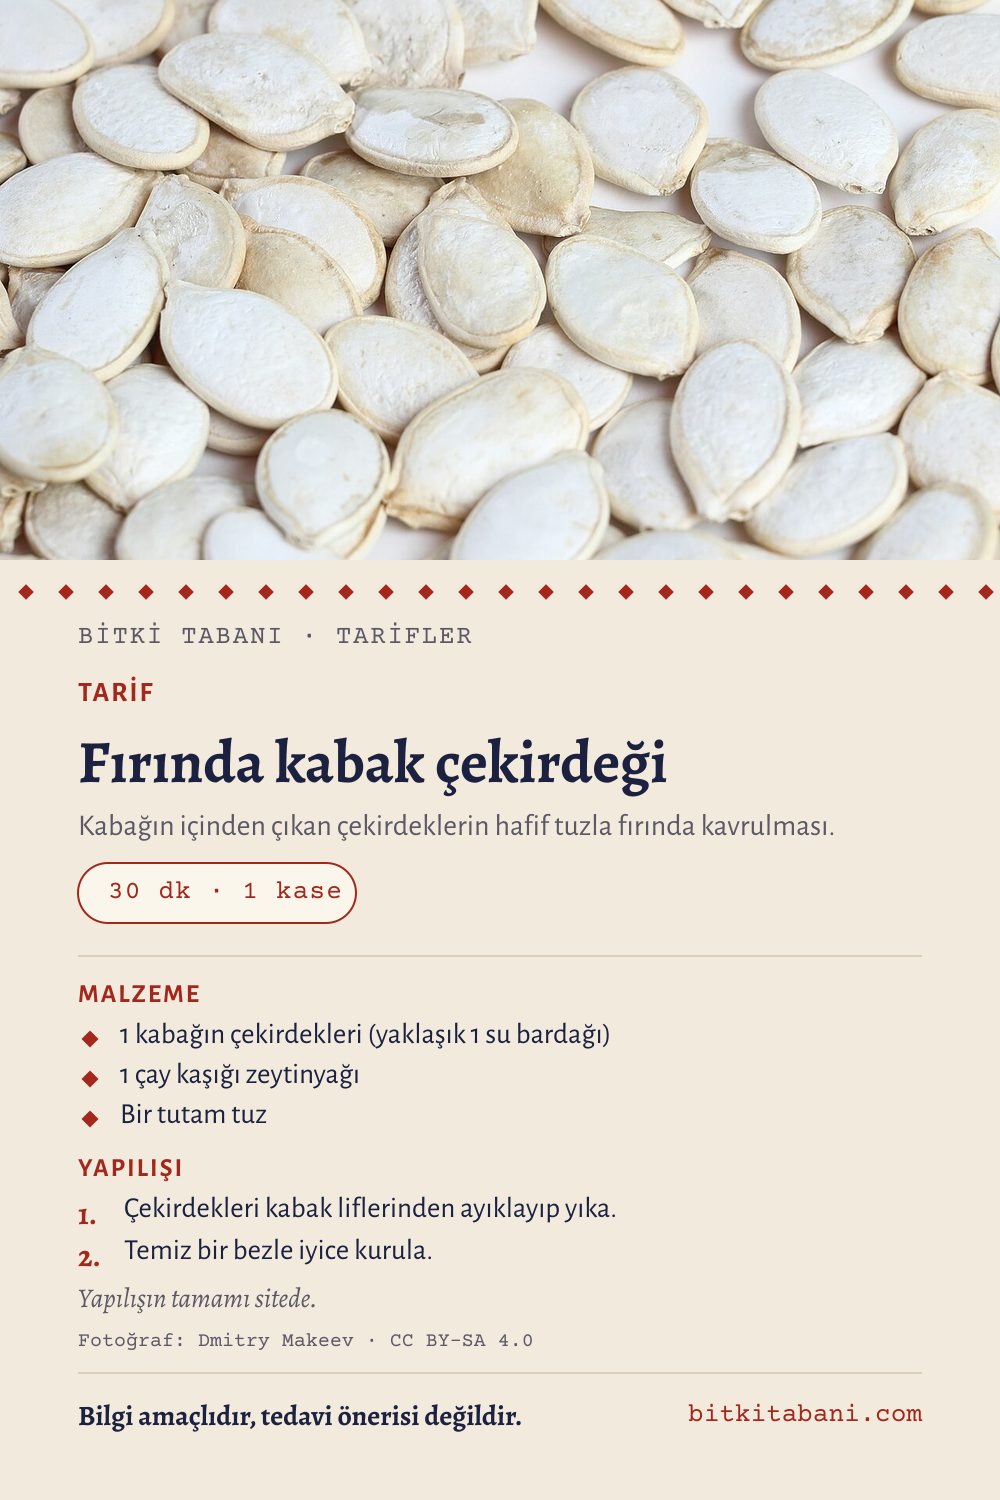 BİTKİ TABANI · TARİFLER
TARİF
Fırında kabak çekirdeği
Kabağın içinden çıkan çekirdeklerin hafif tuzla fırında kavrulması.
30 dk · 1 kase
MALZEME
◆ 1 kabağın çekirdekleri (yaklaşık 1 su bardağı)
◆ 1 çay kaşığı zeytinyağı
◆ Bir tutam tuz
YAPILIŞI
1. Çekirdekleri kabak liflerinden ayıklayıp yıka.
2. Temiz bir bezle iyice kurula.
Yapılışın tamamı sitede.
Fotoğraf: Dmitry Makeev · CC BY-SA 4.0
Bilgi amaçlıdır, tedavi önerisi değildir.
bitkitabani.com